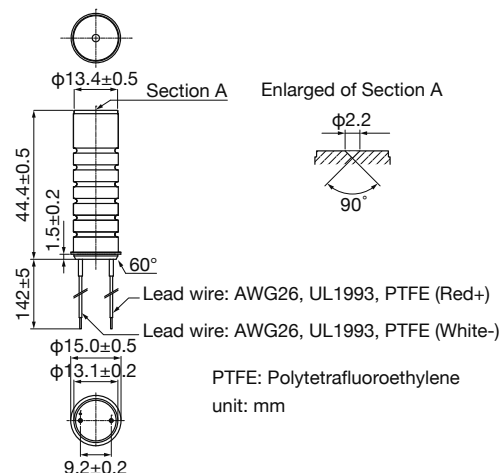 φ13.4±0.5
Section A
Enlarged of Section A
φ2.2
90°
44.4±0.5
1.5±0.2
60°
142±5
Lead wire: AWG26, UL1993, PTFE (Red+)
Lead wire: AWG26, UL1993, PTFE (White-)
φ15.0±0.5
φ13.1±0.2
PTFE: Polytetrafluoroethylene
unit: mm
9.2±0.2